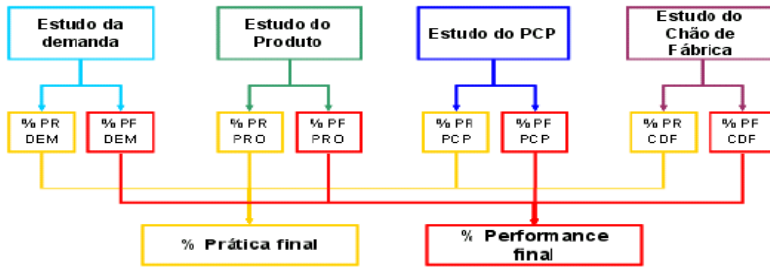 Estudo da
demanda
Estudo do
Produto
Estudo do PCP
Estudo do
Chão de
Fábrica
% PR
DEM
% PF
DEM
% PR
PRO
% PF
PRO
% PR
PCP
% PF
PCP
% PR
CDF
% PF
CDF
% Prática final
% Performance
final